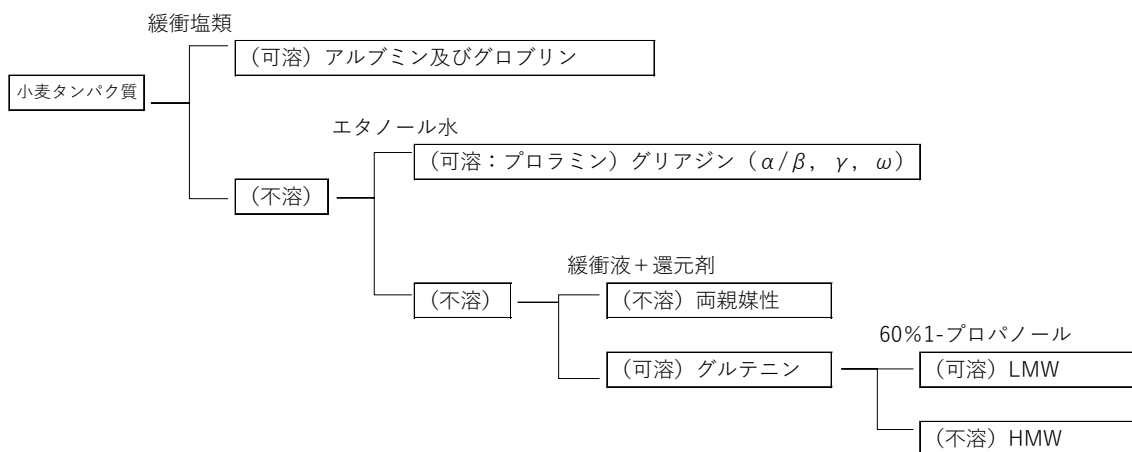 緩衝塩類
(可溶)アルブミン及びグロブリン
小麦タンパク質
エタノール水
(可溶:プロラミン)グリアジン(α/β, γ, ω)
(不溶)
緩衝液+還元剤
(不溶)
(不溶)両親媒性
60%1-プロパノール
(可溶)グルテニン
(可溶)LMW
(不溶)HMW